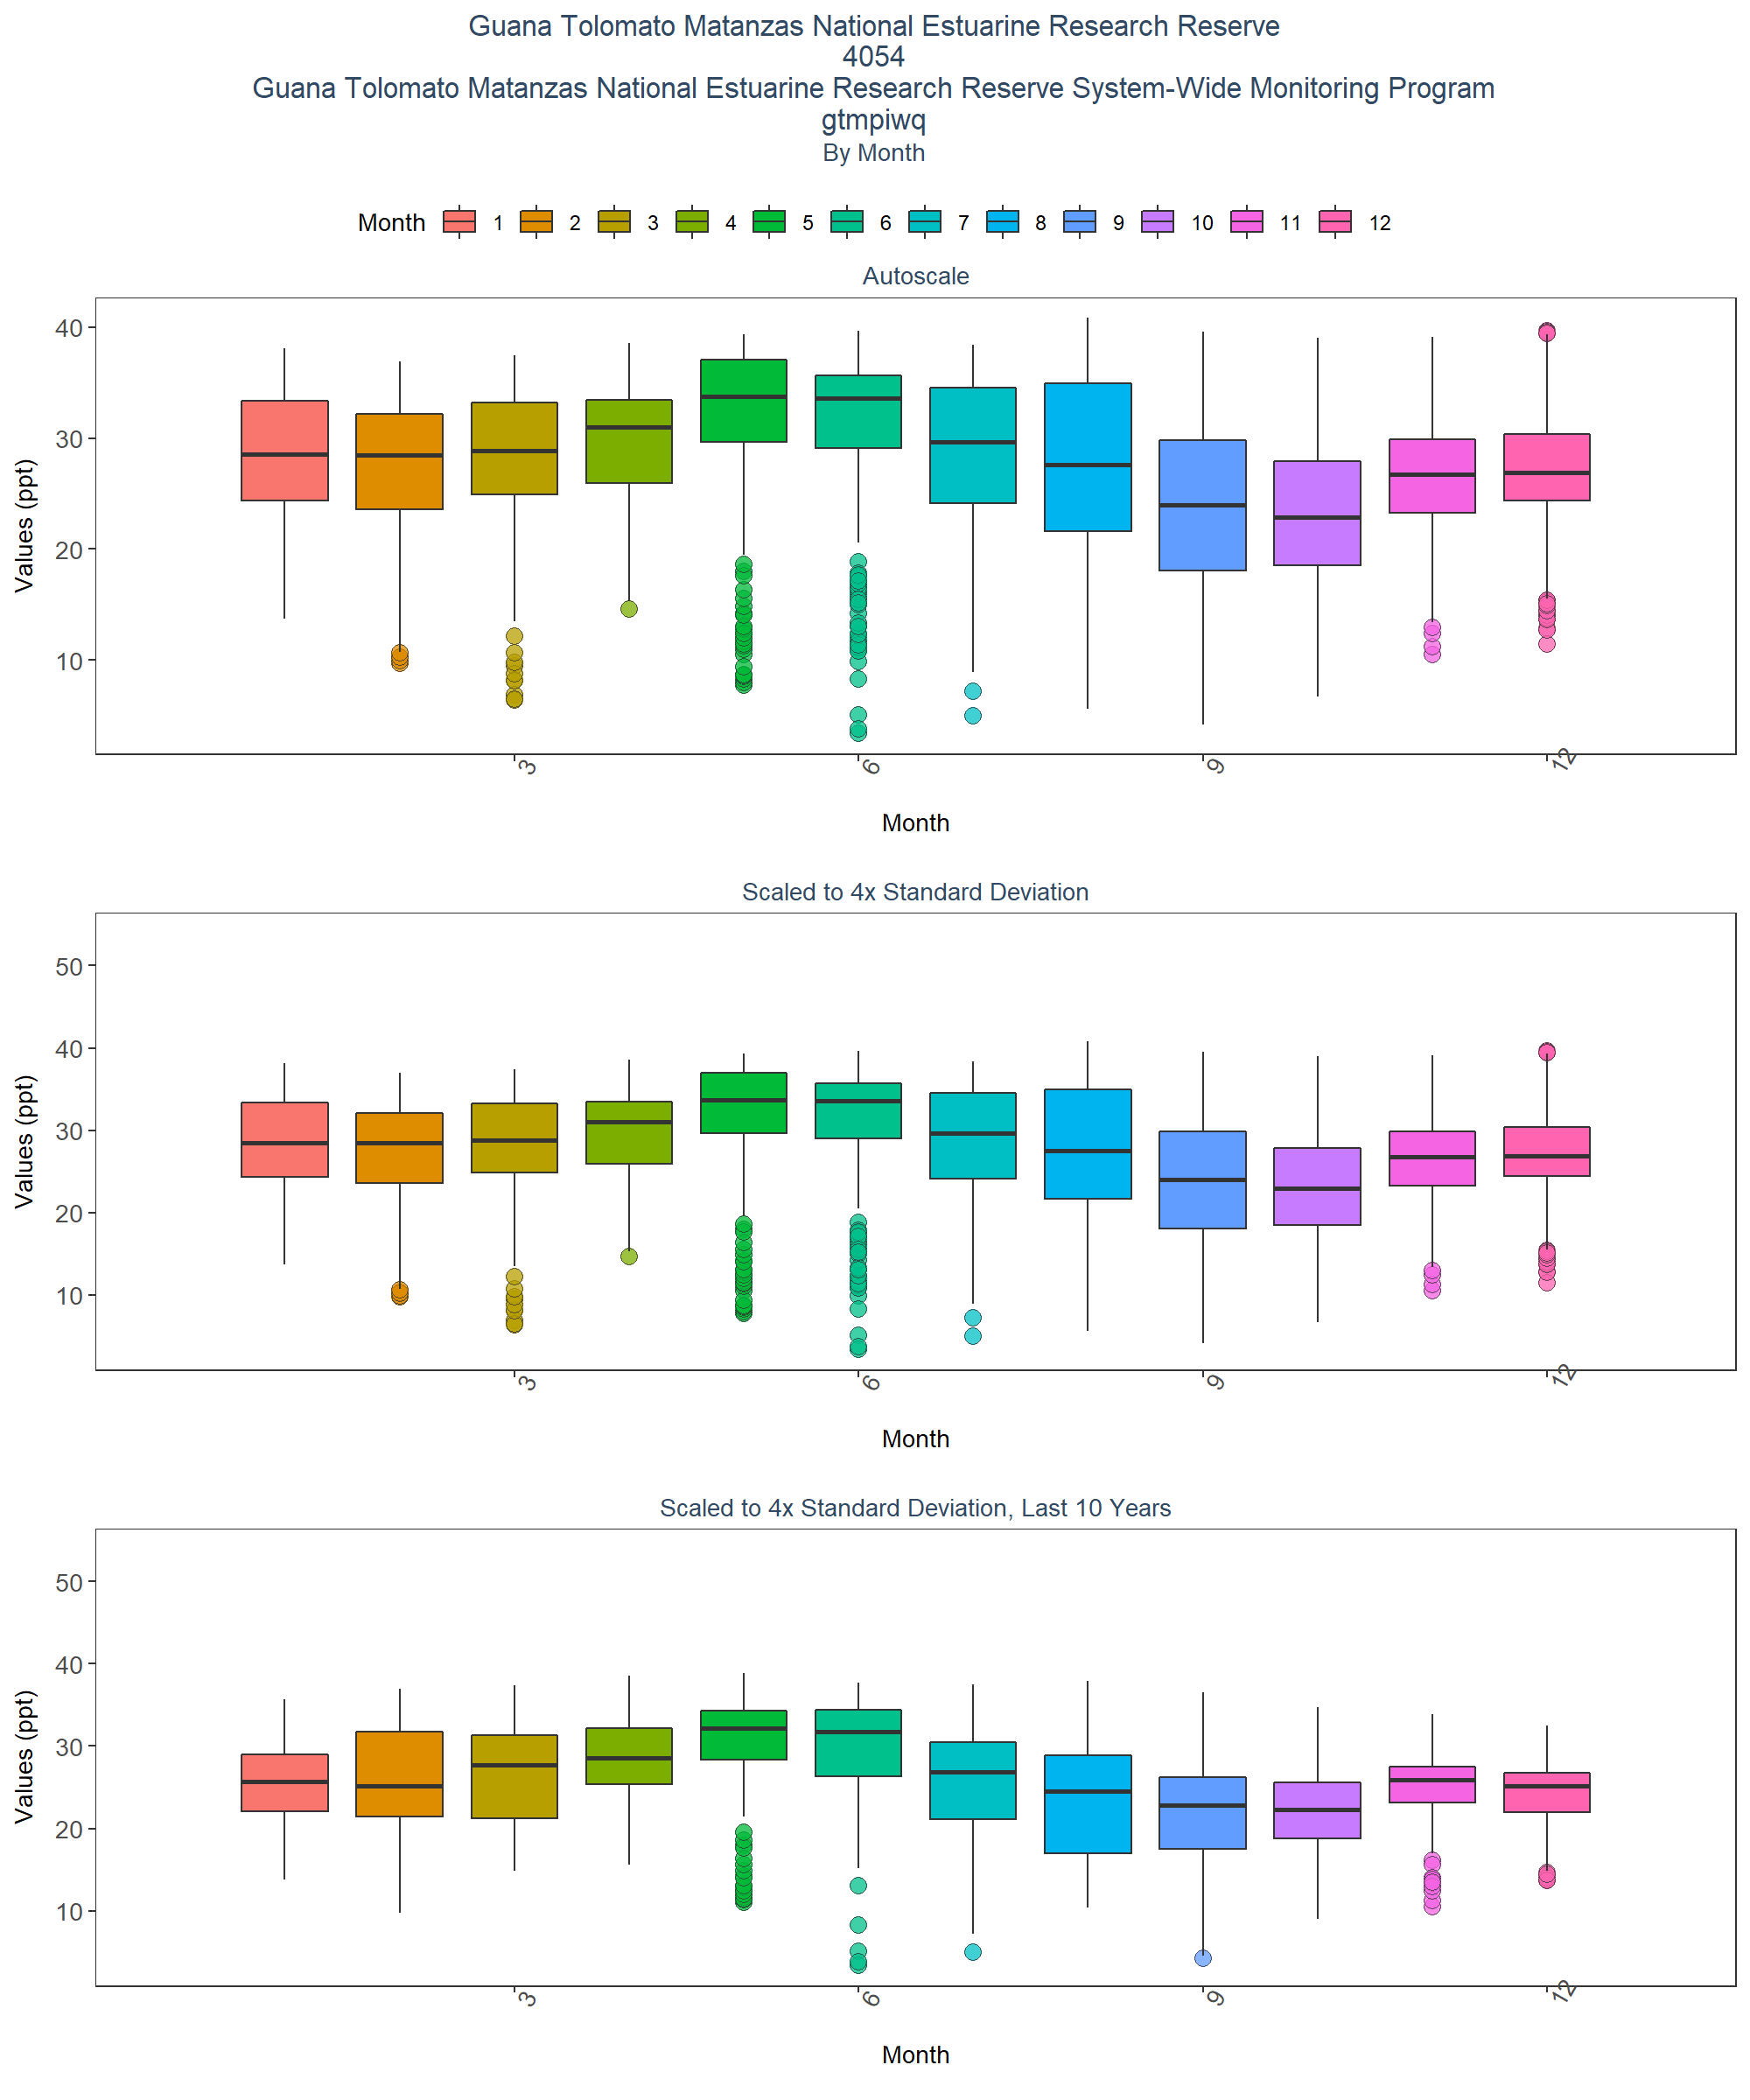 Guana Tolomato Matanzas National Estuarine Research Reserve
4054
Guana Tolomato Matanzas National Estuarine Research Reserve System-Wide Monitoring Program
gtmpiwq
By Month
Month 1 2 3 4 5 6 7 8 9 10 11 12
Autoscale
Values (ppt)
40
30
20
10
3 6 9 12
Month
Scaled to 4x Standard Deviation
Values (ppt)
50
40
30
20
10
3 6 9 12
Month
Scaled to 4x Standard Deviation, Last 10 Years
Values (ppt)
50
40
30
20
10
3 6 9 12
Month